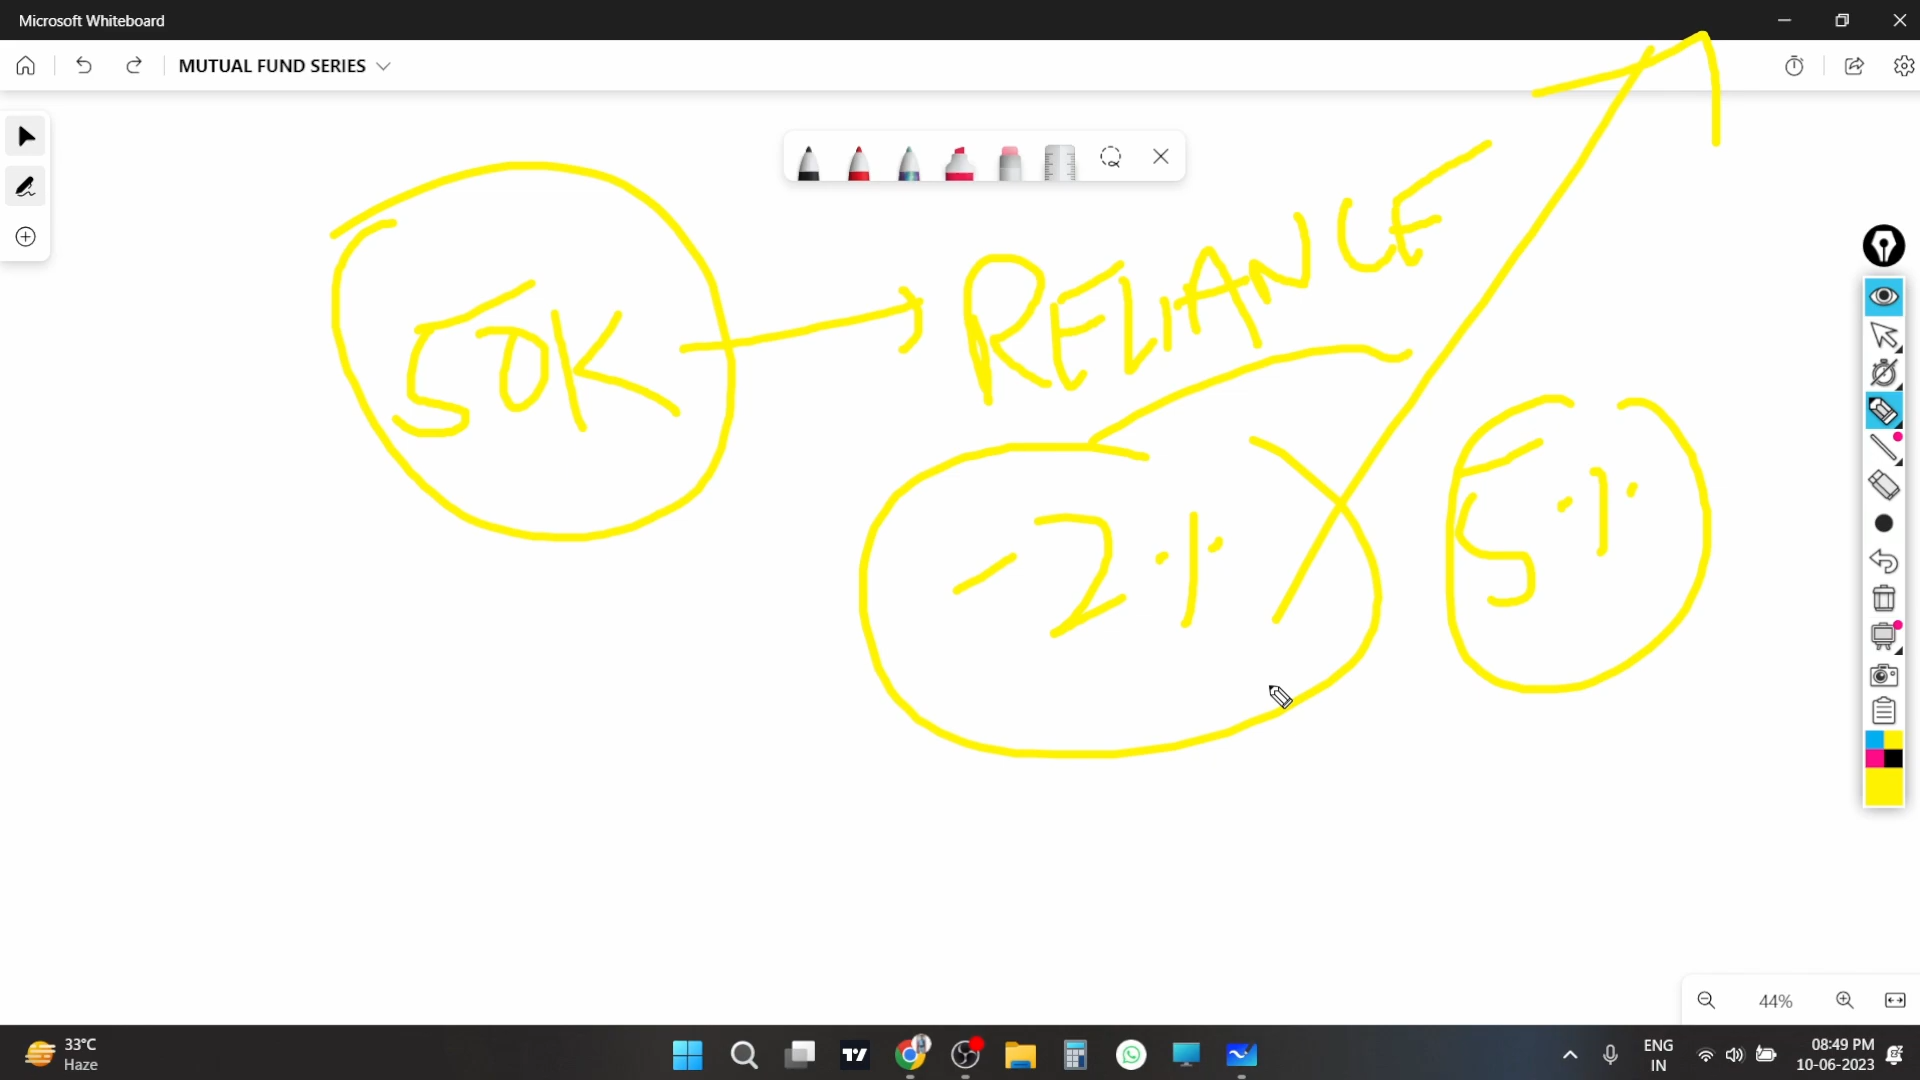 Microsoft Whiteboard
MUTUAL FUND SERIES
50K
RELIANCE
-2%
5%
44%
33°C
Haze
ENG
IN
08:49 PM
10-06-2023